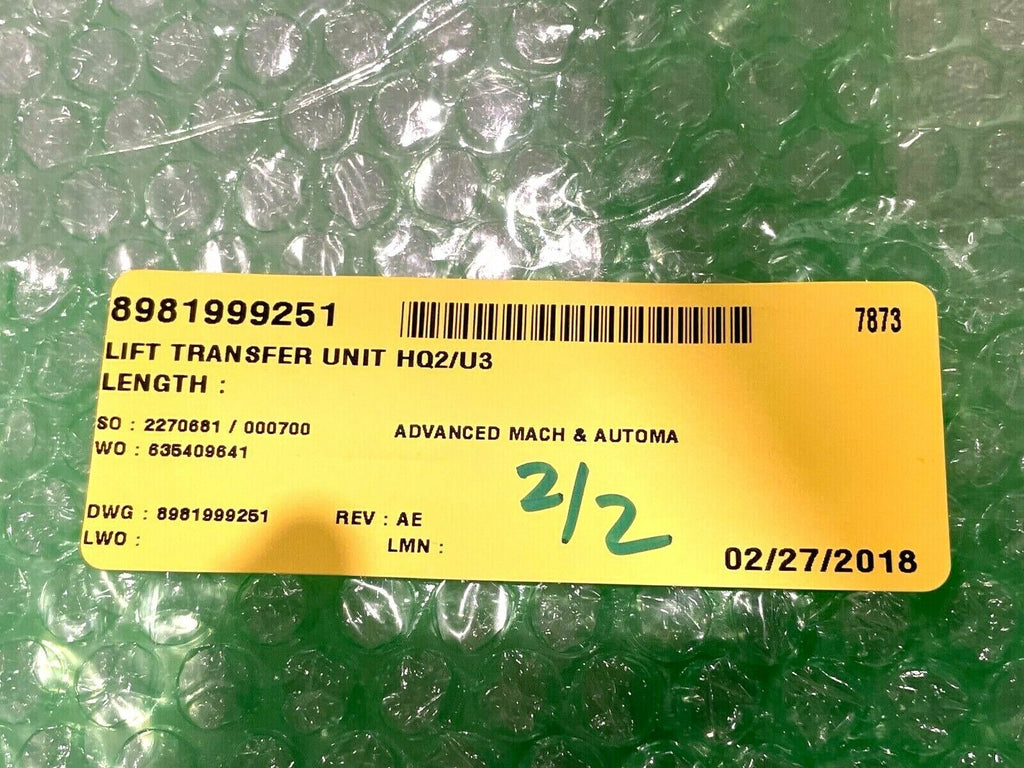 8981999251 7873
LIFT TRANSFER UNIT HQ2/U3
LENGTH :
SO : 2270681 / 000700 ADVANCED MACH & AUTOMA
WO : 635409641
2/2
DWG : 8981999251 REV : AE
LWO : LMN :
02/27/2018